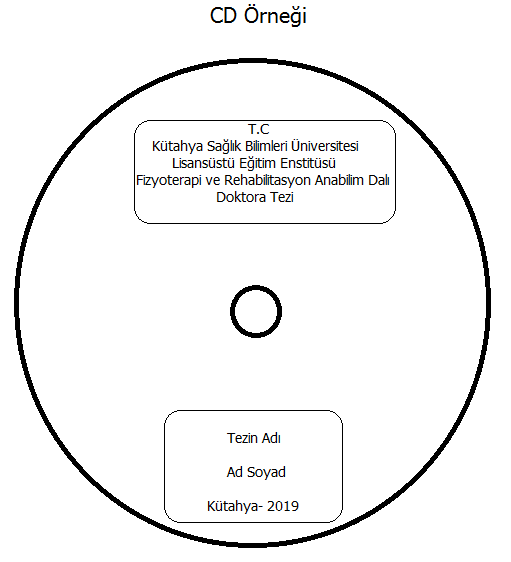 CD Örneği
T.C
Kütahya Sağlık Bilimleri Üniversitesi
Lisansüstü Eğitim Enstitüsü
Fizyoterapi ve Rehabilitasyon Anabilim Dalı
Doktora Tezi
Tezin Adı
Ad Soyad
Kütahya- 2019